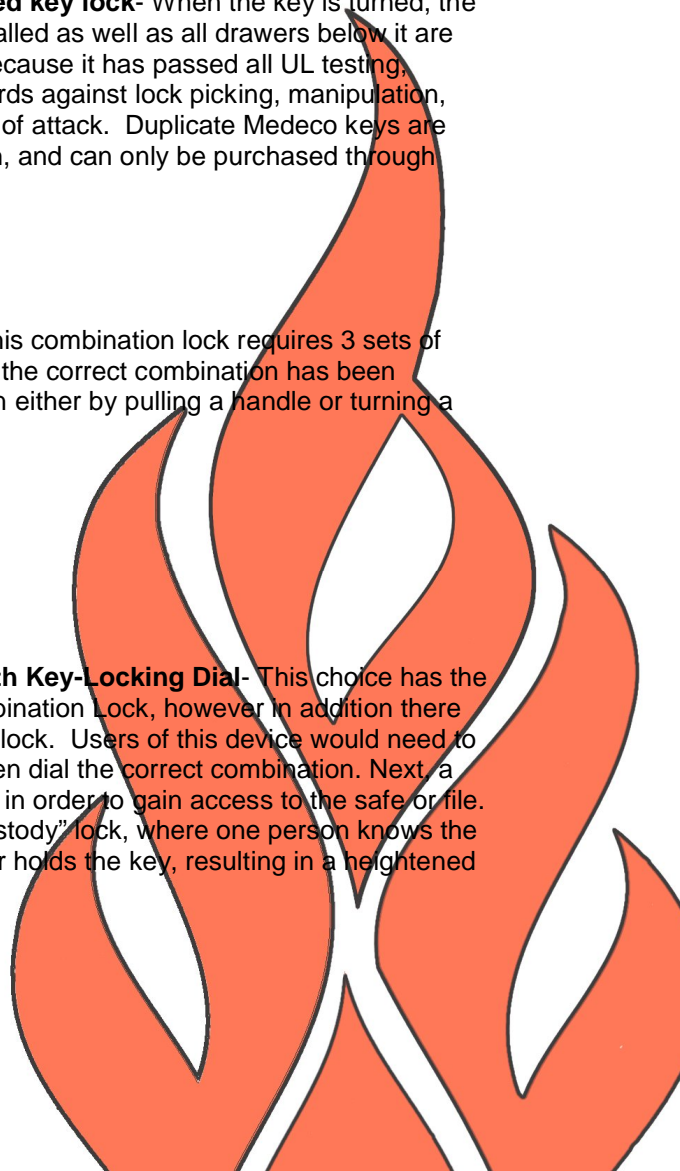 ed key lock- When the key is turned, the
alled as well as all drawers below it are
ecause it has passed all UL testing,
rds against lock picking, manipulation,
of attack.  Duplicate Medeco keys are
n, and can only be purchased through
his combination lock requires 3 sets of
the correct combination has been
n either by pulling a handle or turning a
th Key-Locking Dial- This choice has the
bination Lock, however in addition there
lock.  Users of this device would need to
en dial the correct combination. Next, a
in order to gain access to the safe or file.
stody” lock, where one person knows the
r holds the key, resulting in a heightened